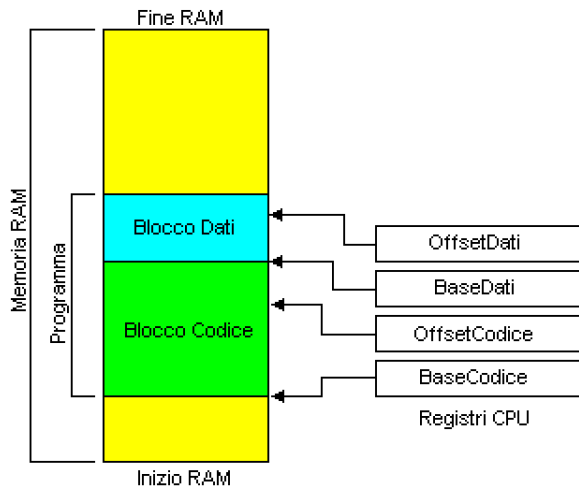 Fine RAM
Memoria RAM
Programma
Blocco Dati
Blocco Codice
OffsetDati
BaseDati
OffsetCodice
BaseCodice
Registri CPU
Inizio RAM